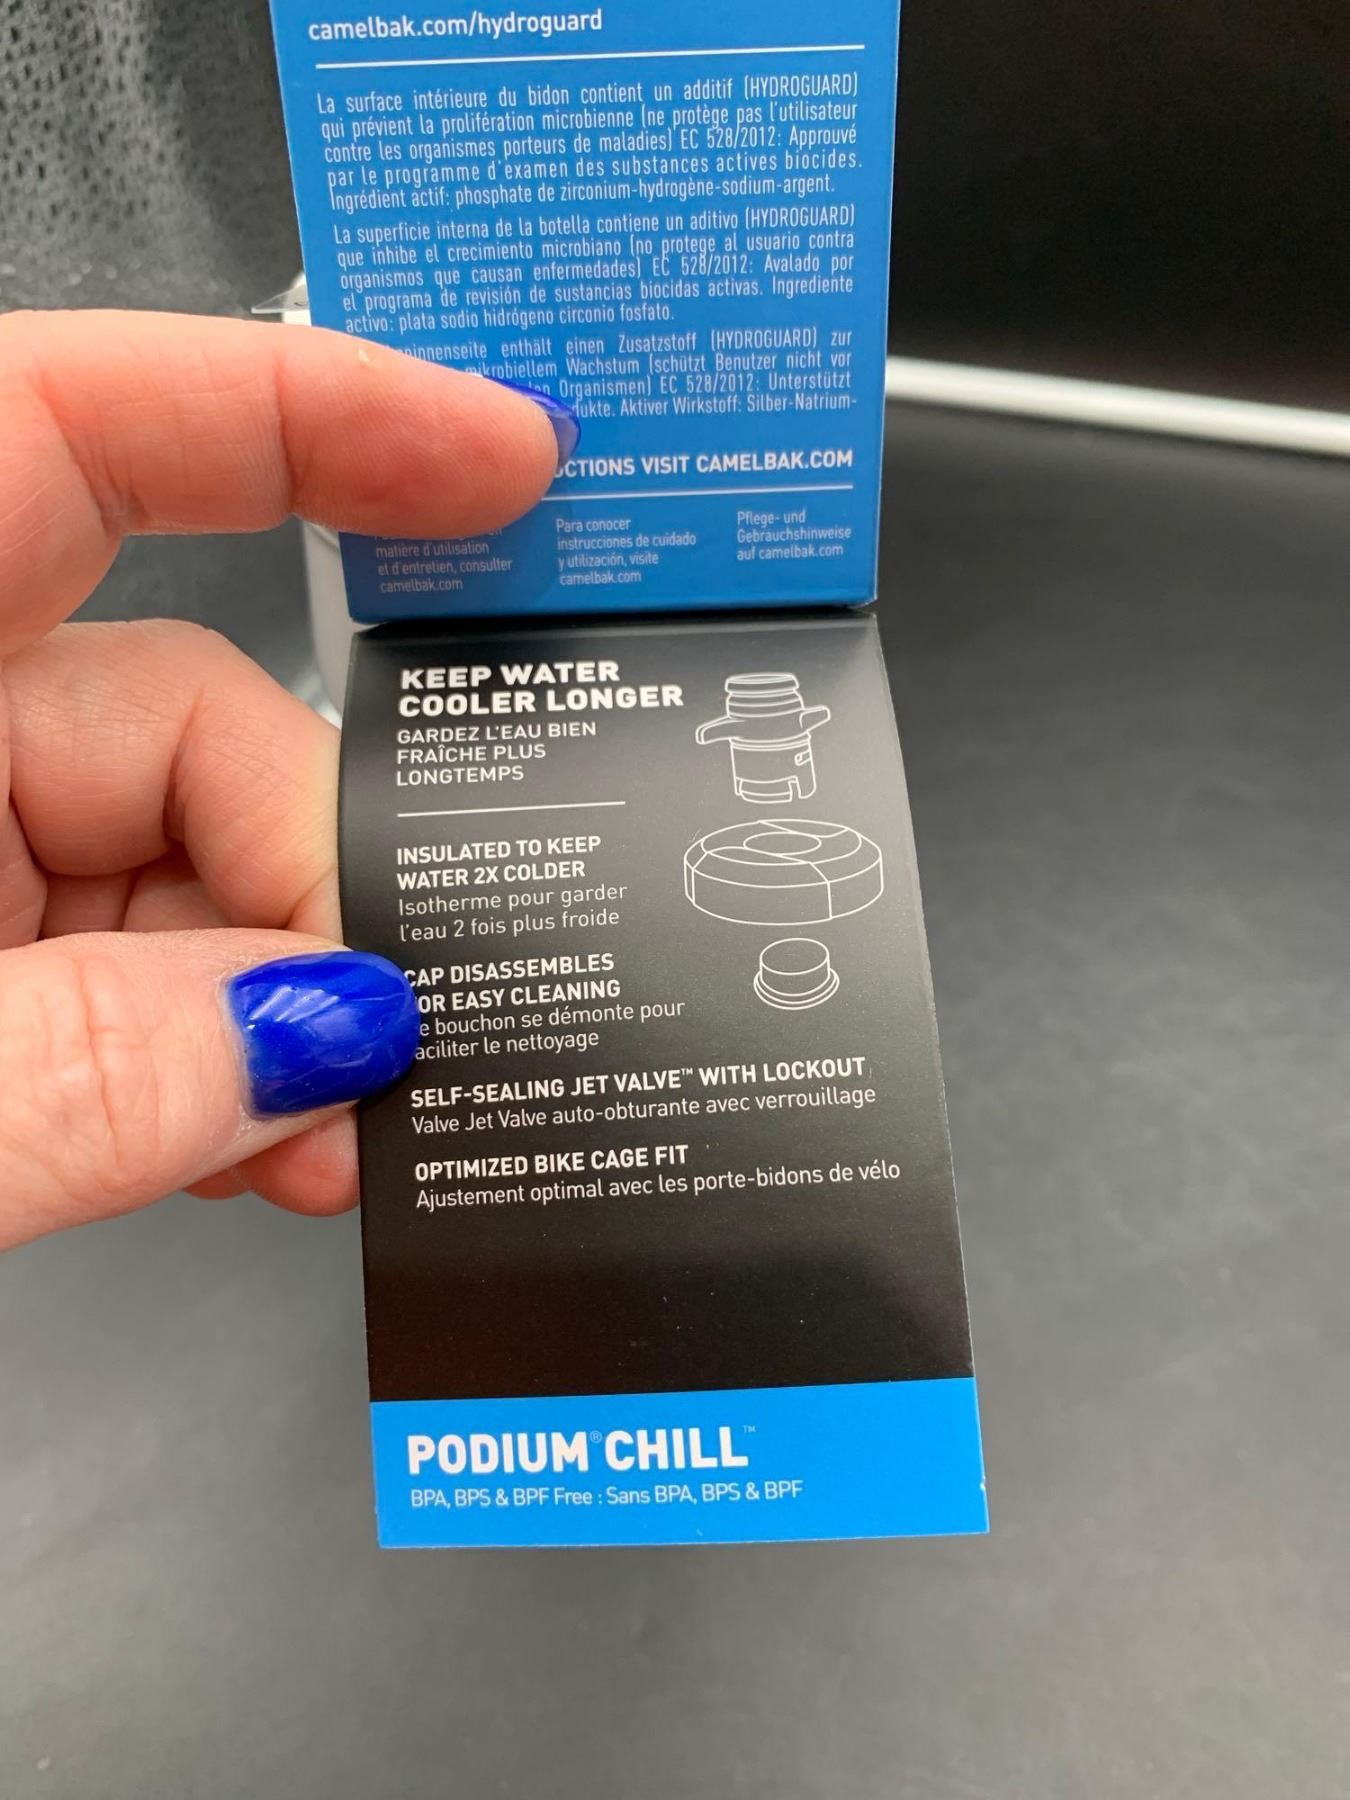 camelbak.com/hydroguard
La surface intérieure du bidon contient un additif (HYDROGUARD)
qui prévient la prolifération microbienne (ne protège pas l'utilisateur
contre les organismes porteurs de maladies) EC 528/2012: Approuvé
par le programme d'examen des substances actives biocides.
Ingrédient actif: phosphate de zirconium-hydrogène-sodium-argent.
La superficie interna de la botella contiene un aditivo (HYDROGUARD)
que inhibe el crecimiento microbiano (no protege al usuario contra
organismos que causan enfermedades) EC 528/2012: Avalado por
el programa de revisión de sustancias biocidas activas. Ingrediente
activo: plata sodio hidrógeno circonio fosfato.
enthält einen Zusatzstoff (HYDROGUARD) zur
mikrobiellem Wachstum (schützt Benutzer nicht vor
Organismen) EC 528/2012: Unterstützt
Aktiver Wirkstoff: Silber-Natrium-
VISIT CAMELBAK.COM
matière d'utilisation
et d'entretien, consulter
camelbak.com
Para conocer
instrucciones de cuidado
y utilización, visite
camelbak.com
Pflege- und
Gebrauchshinweise
auf camelbak.com
KEEP WATER
COOLER LONGER
GARDEZ L'EAU BIEN
FRAÎCHE PLUS
LONGTEMPS
INSULATED TO KEEP
WATER 2X COLDER
Isotherme pour garder
l'eau 2 fois plus froide
CAP DISASSEMBLES
OR EASY CLEANING
e bouchon se démonte pour
aciliter le nettoyage
SELF-SEALING JET VALVE™ WITH LOCKOUT
Valve Jet Valve auto-obturante avec verrouillage
OPTIMIZED BIKE CAGE FIT
Ajustement optimal avec les porte-bidons de vélo
PODIUM® CHILL™
BPA, BPS & BPF Free : Sans BPA, BPS & BPF